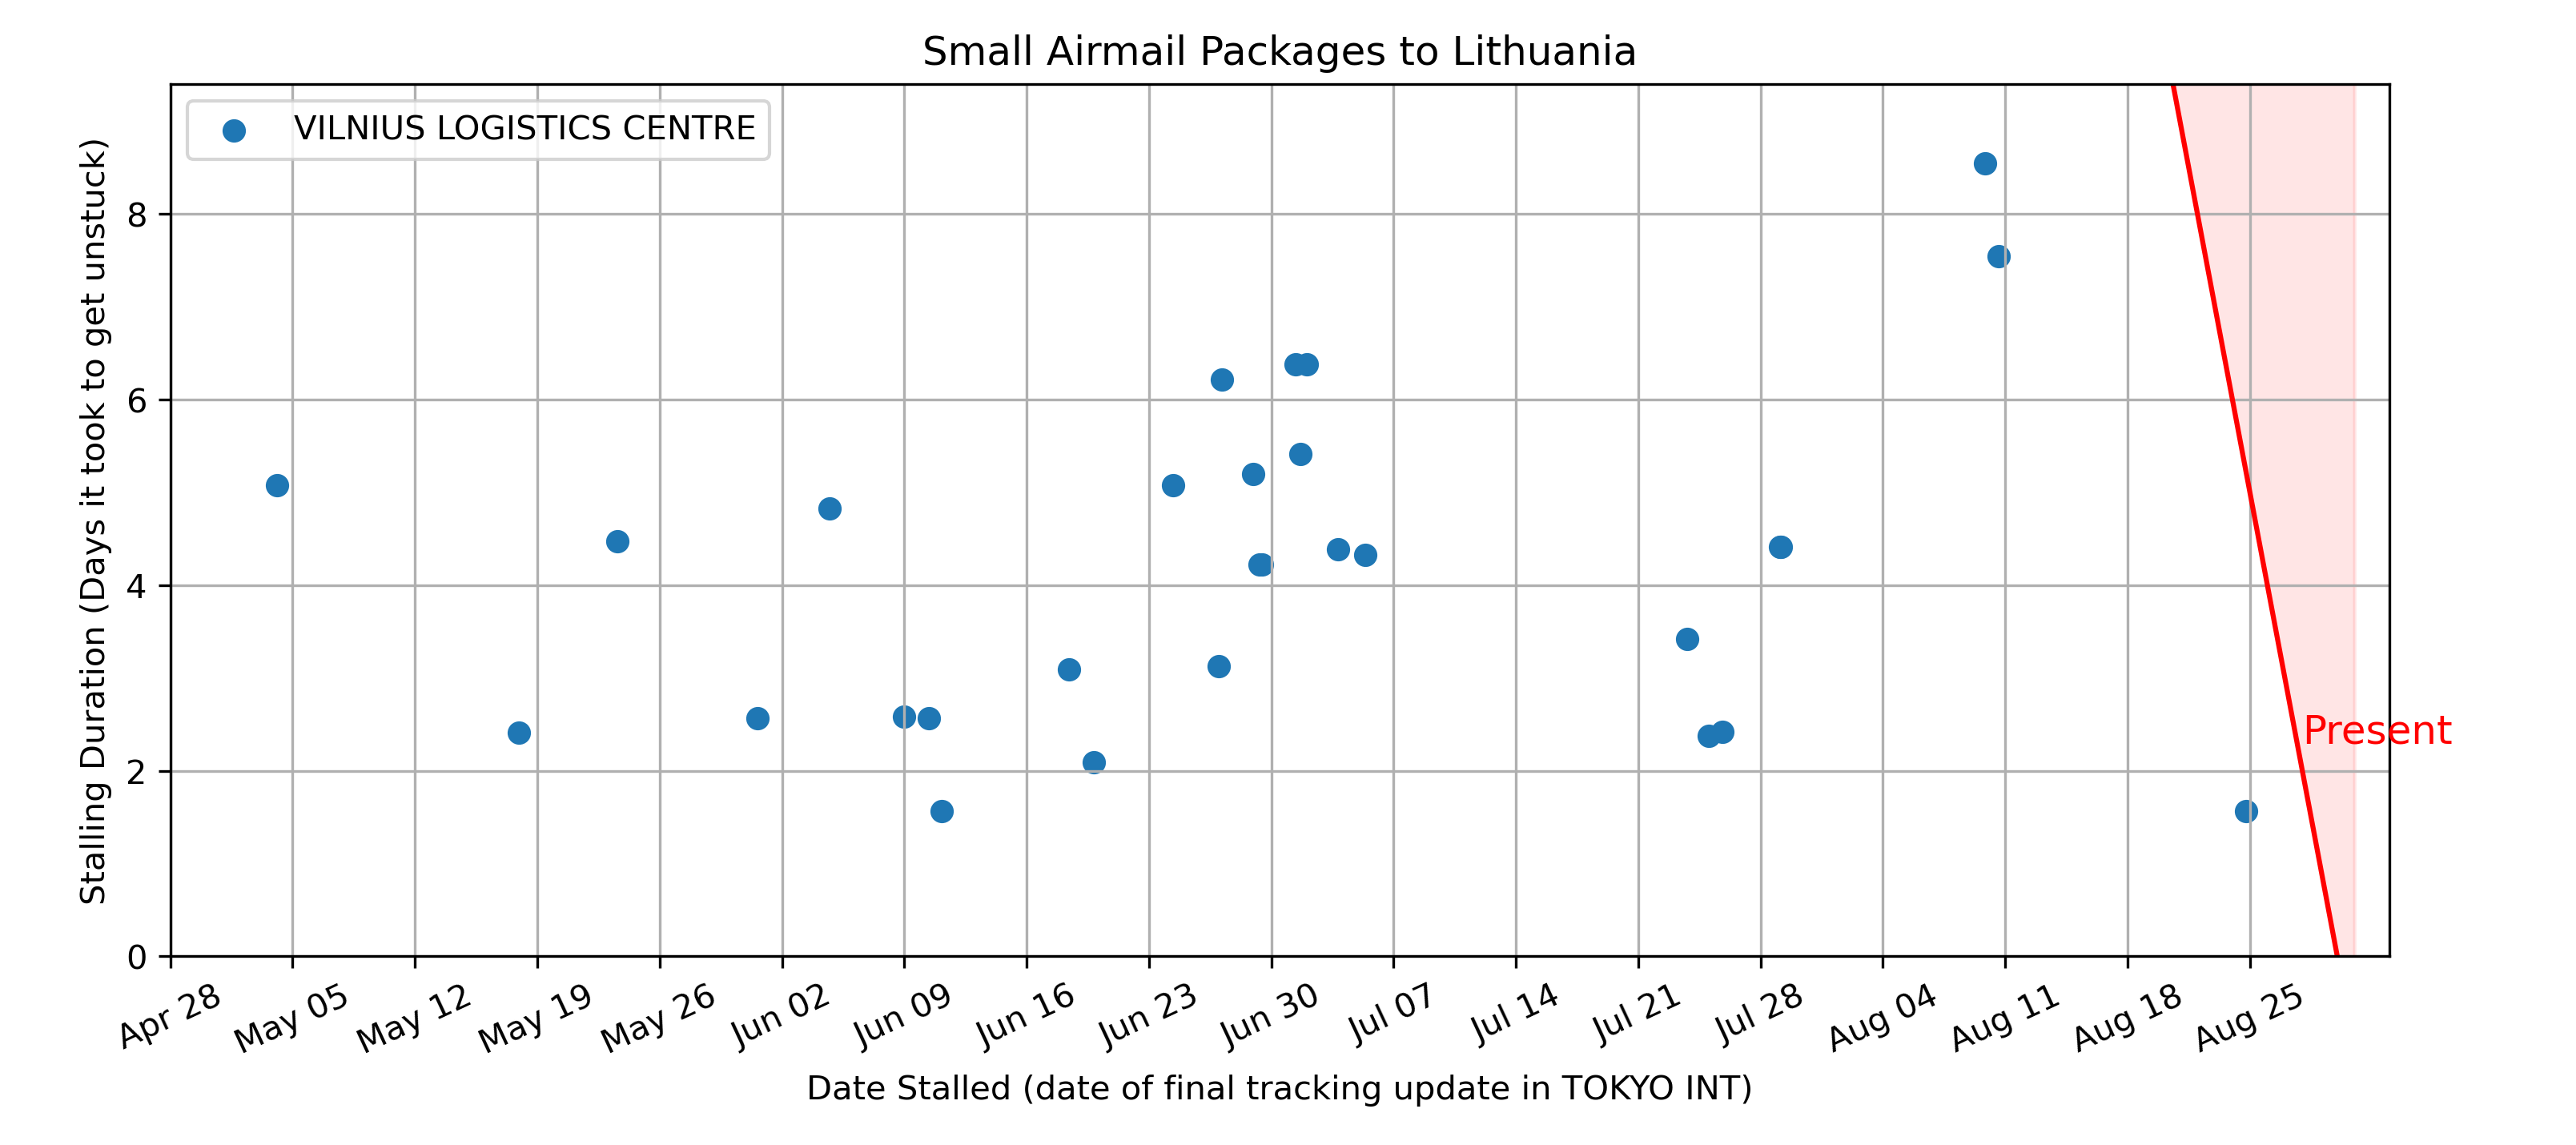 Small Airmail Packages to Lithuania
VILNIUS LOGISTICS CENTRE
Stalling Duration (Days it took to get unstuck)
8
6
4
2
0
Present
Apr 28
May 05
May 12
May 19
May 26
Jun 02
Jun 09
Jun 16
Jun 23
Jun 30
Jul 07
Jul 14
Jul 21
Jul 28
Aug 04
Aug 11
Aug 18
Aug 25
Date Stalled (date of final tracking update in TOKYO INT)